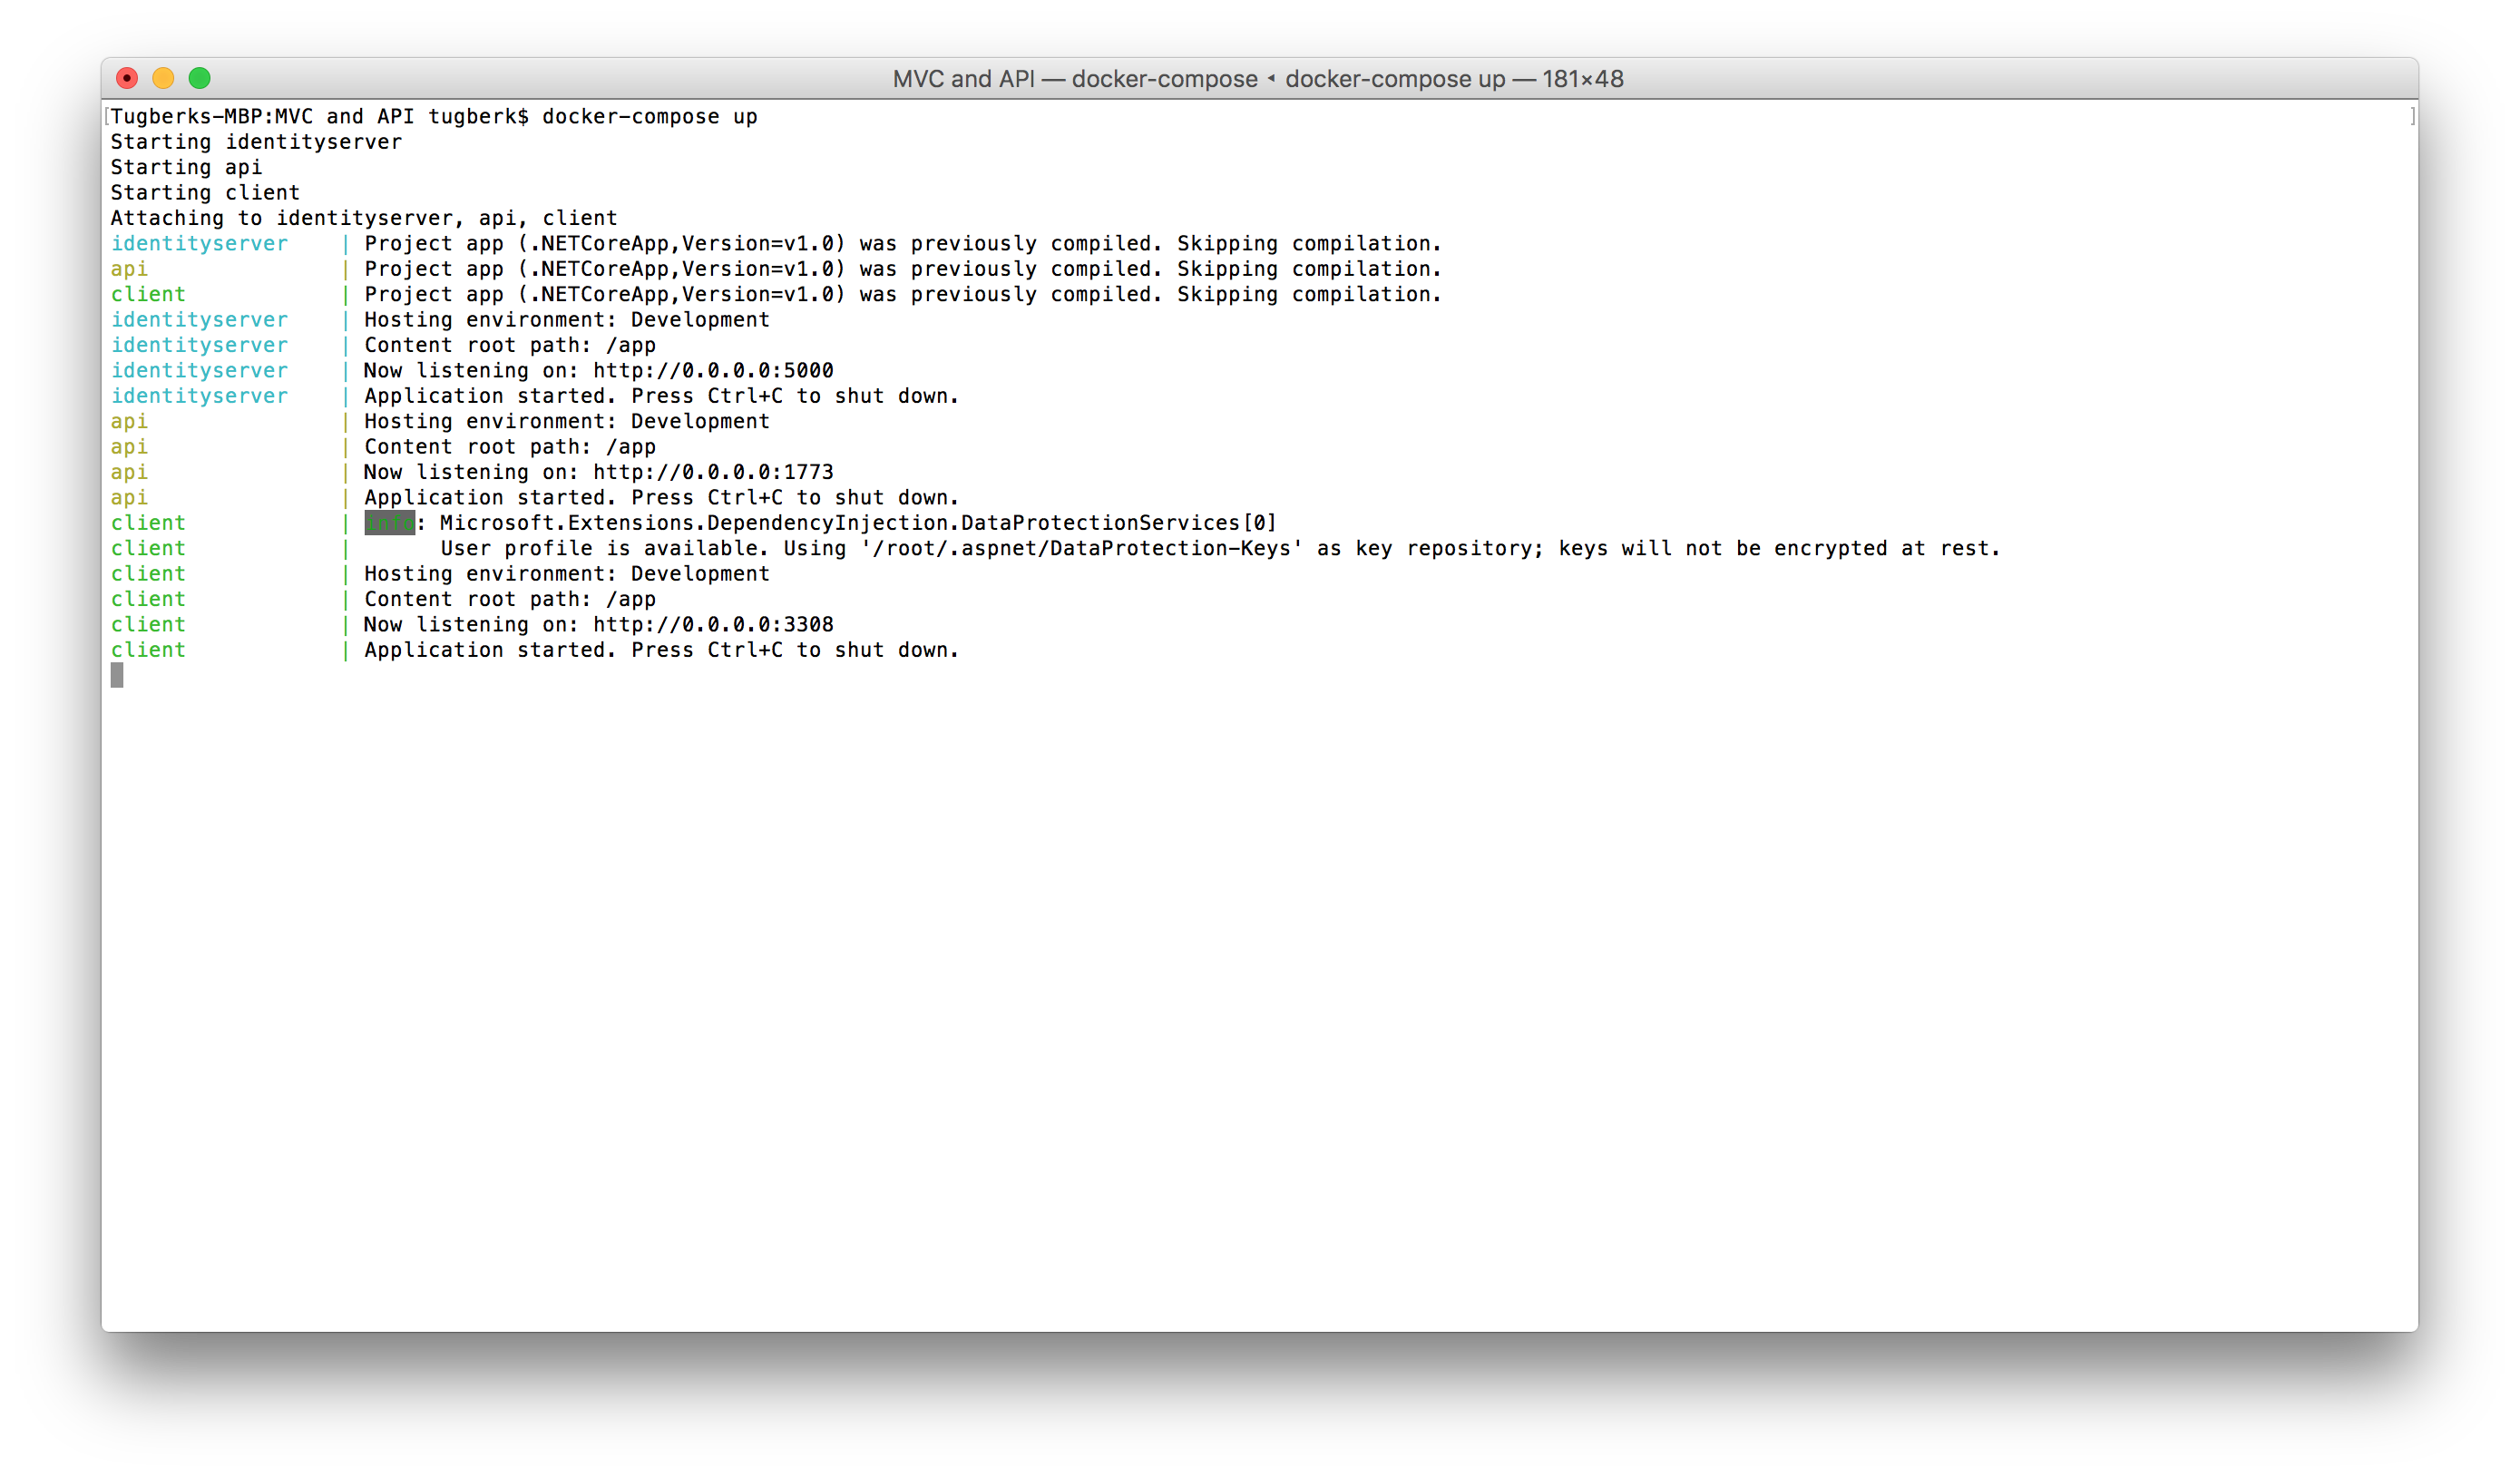 MVC and API — docker-compose ◂ docker-compose up — 181×48
[Tugberks-MBP:MVC and API tugberk$ docker-compose up ]
Starting identityserver
Starting api
Starting client
Attaching to identityserver, api, client
identityserver    | Project app (.NETCoreApp,Version=v1.0) was previously compiled. Skipping compilation.
api               | Project app (.NETCoreApp,Version=v1.0) was previously compiled. Skipping compilation.
client            | Project app (.NETCoreApp,Version=v1.0) was previously compiled. Skipping compilation.
identityserver    | Hosting environment: Development
identityserver    | Content root path: /app
identityserver    | Now listening on: http://0.0.0.0:5000
identityserver    | Application started. Press Ctrl+C to shut down.
api               | Hosting environment: Development
api               | Content root path: /app
api               | Now listening on: http://0.0.0.0:1773
api               | Application started. Press Ctrl+C to shut down.
client            | info: Microsoft.Extensions.DependencyInjection.DataProtectionServices[0]
client            |       User profile is available. Using '/root/.aspnet/DataProtection-Keys' as key repository; keys will not be encrypted at rest.
client            | Hosting environment: Development
client            | Content root path: /app
client            | Now listening on: http://0.0.0.0:3308
client            | Application started. Press Ctrl+C to shut down.